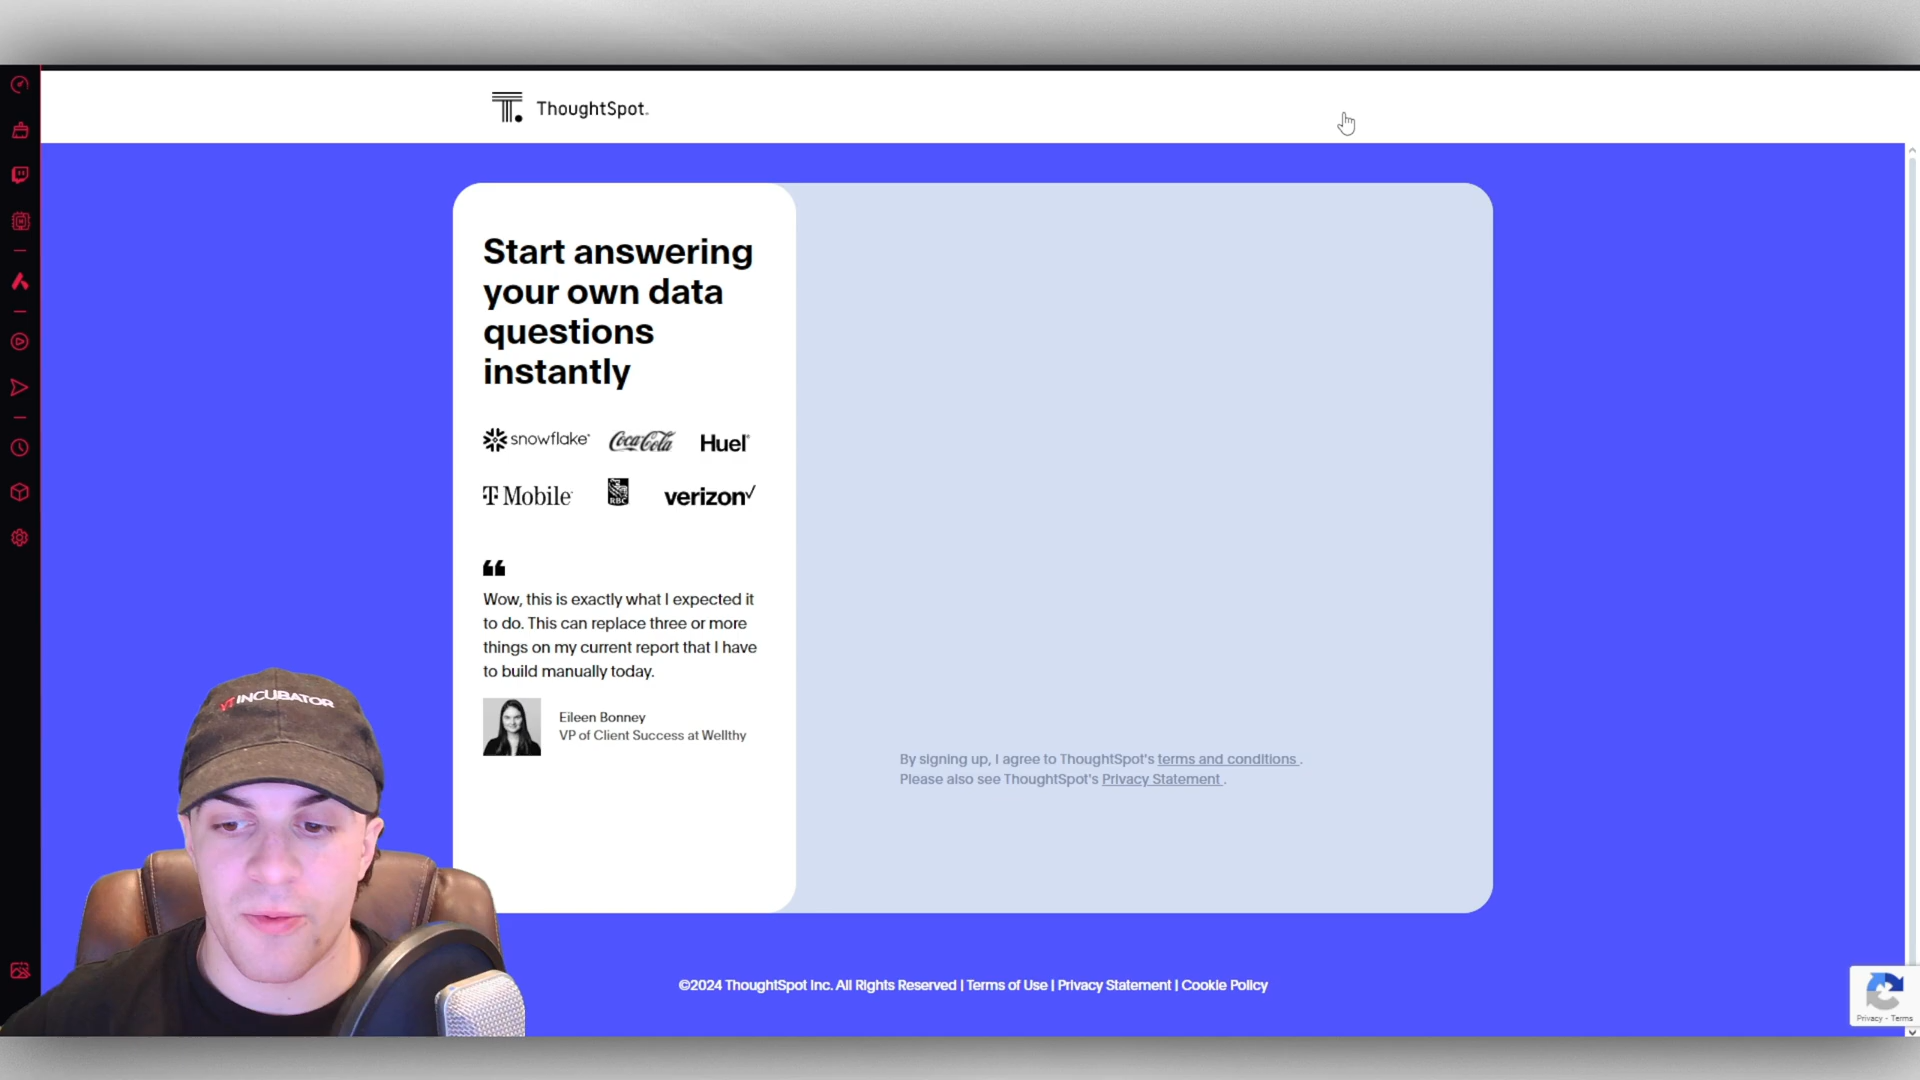 ThoughtSpot.
Start answering
your own data
questions
instantly
snowflake
Coca-Cola
Huel
T Mobile
RBC
verizon
Wow, this is exactly what I expected it
to do. This can replace three or more
things on my current report that I have
to build manually today.
Eileen Bonney
VP of Client Success at Wellthy
By signing up, I agree to ThoughtSpot's terms and conditions .
Please also see ThoughtSpot's Privacy Statement .
YTINCUBATOR
©2024 ThoughtSpot Inc. All Rights Reserved | Terms of Use | Privacy Statement | Cookie Policy
Privacy - Terms